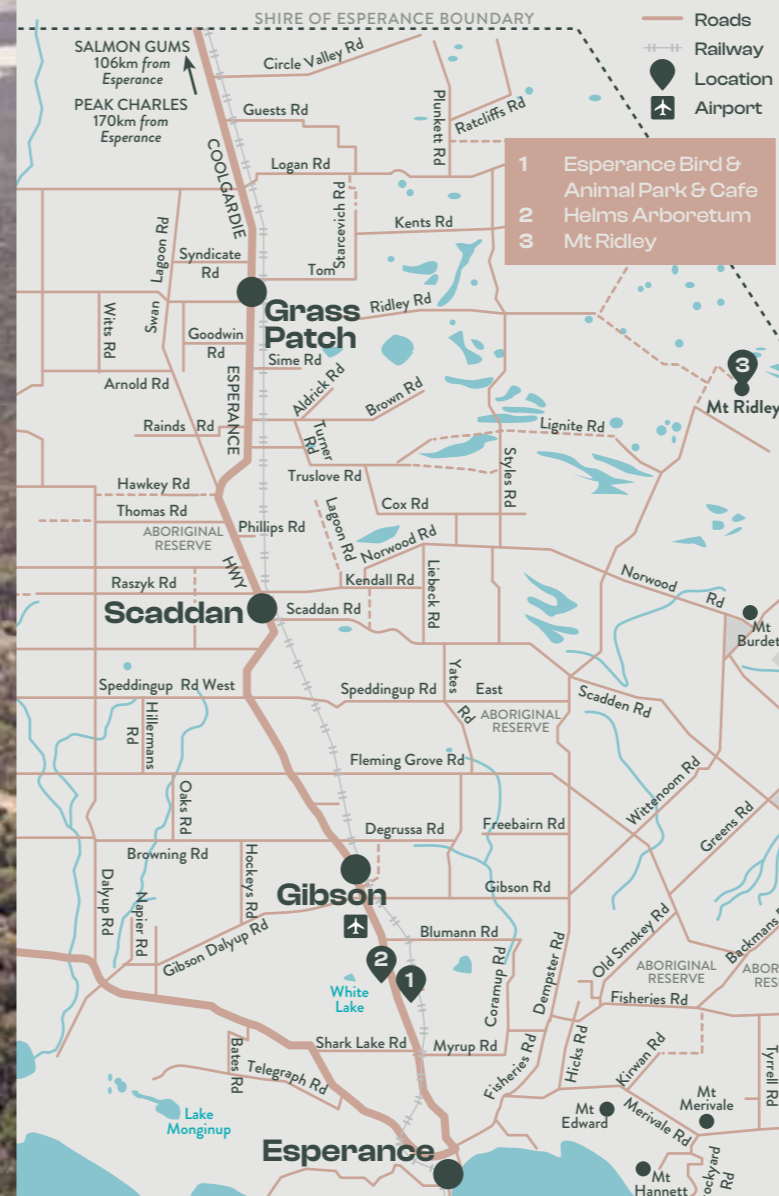 SHIRE OF ESPERANCE BOUNDARY
Roads
Railway
Location
Airport
SALMON GUMS
106km from
Esperance
PEAK CHARLES
170km from
Esperance
1 Esperance Bird &
Animal Park & Cafe
2 Helms Arboretum
3 Mt Ridley
Circle Valley Rd
Guests Rd
Plunkett Rd
Ratcliffs Rd
COOLGARDIE
Logan Rd
Starcevich Rd
Kents Rd
Lagoon Rd
Swan
Syndicate
Rd
Tom
Grass
Patch
Ridley Rd
Witts Rd
Goodwin
Rd
Sime Rd
3
Mt Ridley
Arnold Rd
ESPERANCE
Aldrick Rd
Brown Rd
Rainds Rd
Turner
Rd
Lignite Rd
Styles Rd
Hawkey Rd
Truslove Rd
Thomas Rd
Lagoon Rd
Cox Rd
ABORIGINAL
RESERVE
Phillips Rd
Norwood Rd
HWY
Raszyk Rd
Kendall Rd
Liebeck Rd
Norwood Rd
Scaddan
Scaddan Rd
Mt
Burdet
Speddingup Rd West
Speddingup Rd East
Yates
Rd
ABORIGINAL
RESERVE
Scadden Rd
Hillermans
Rd
Fleming Grove Rd
Wittenoom Rd
Oaks Rd
Degrussa Rd
Freebairn Rd
Greens Rd
Browning Rd
Hockeys Rd
Gibson
Gibson Rd
Dalyup Rd
Napier Rd
Gibson Dalyup Rd
Blumann Rd
Old Smokey Rd
Backmans R
2
1
White
Lake
Coramup Rd
Dempster Rd
ABORIGINAL
RESERVE
ABOR
RES
Fisheries Rd
Shark Lake Rd
Myrup Rd
Bates Rd
Telegraph Rd
Fisheries Rd
Hicks Rd
Kirwan Rd
Tyrrell Rd
Lake
Monginup
Mt
Edward
Mt
Merivale
Merivale Rd
Esperance
Mt
Hannett
ockyard
Rd